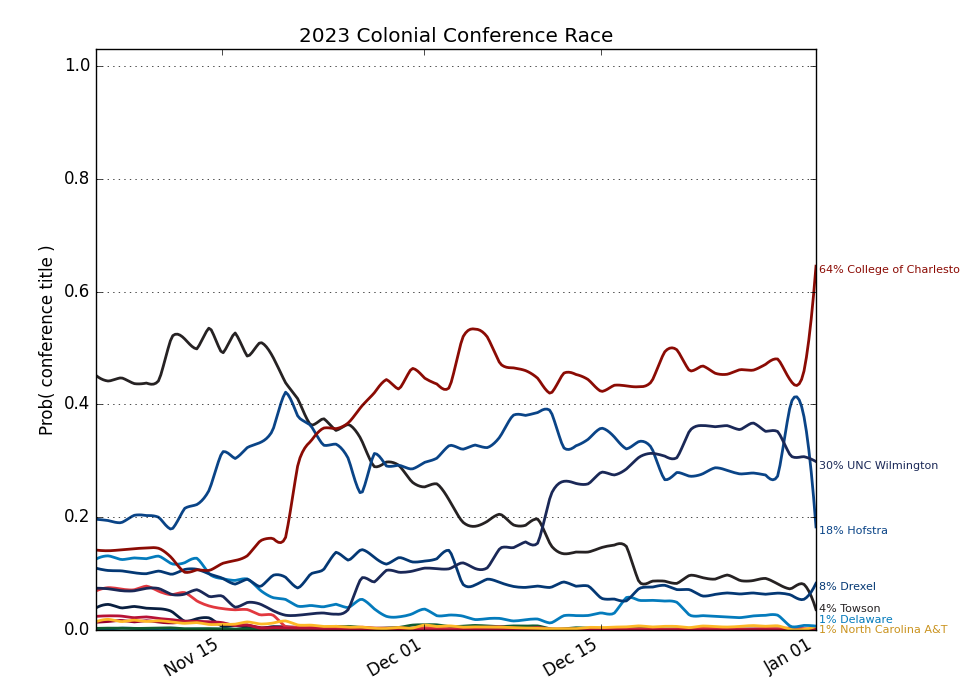 2023 Colonial Conference Race
Prob( conference title )
1.0
0.8
0.6
0.4
0.2
0.0
Nov 15
Dec 01
Dec 15
Jan 01
64% College of Charlesto
30% UNC Wilmington
18% Hofstra
8% Drexel
4% Towson
1% Delaware
1% North Carolina A&T